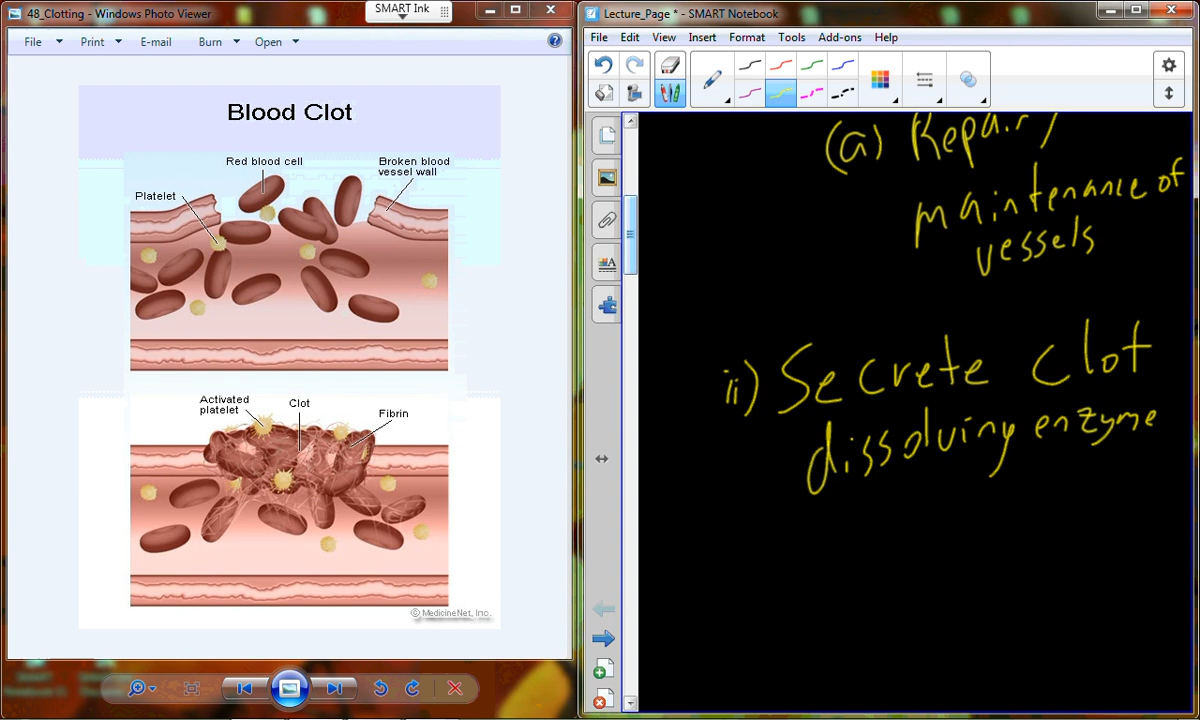 48_Clotting - Windows Photo Viewer
SMART Ink
File Print E-mail Burn Open
Blood Clot
Red blood cell
Broken blood
vessel wall
Platelet
Activated
platelet
Clot
Fibrin
© MedicineNet, Inc.
Lecture_Page * - SMART Notebook
File Edit View Insert Format Tools Add-ons Help
(a) Repair/
maintenance of
vessels
ii) Secrete Clot
dissolving enzyme